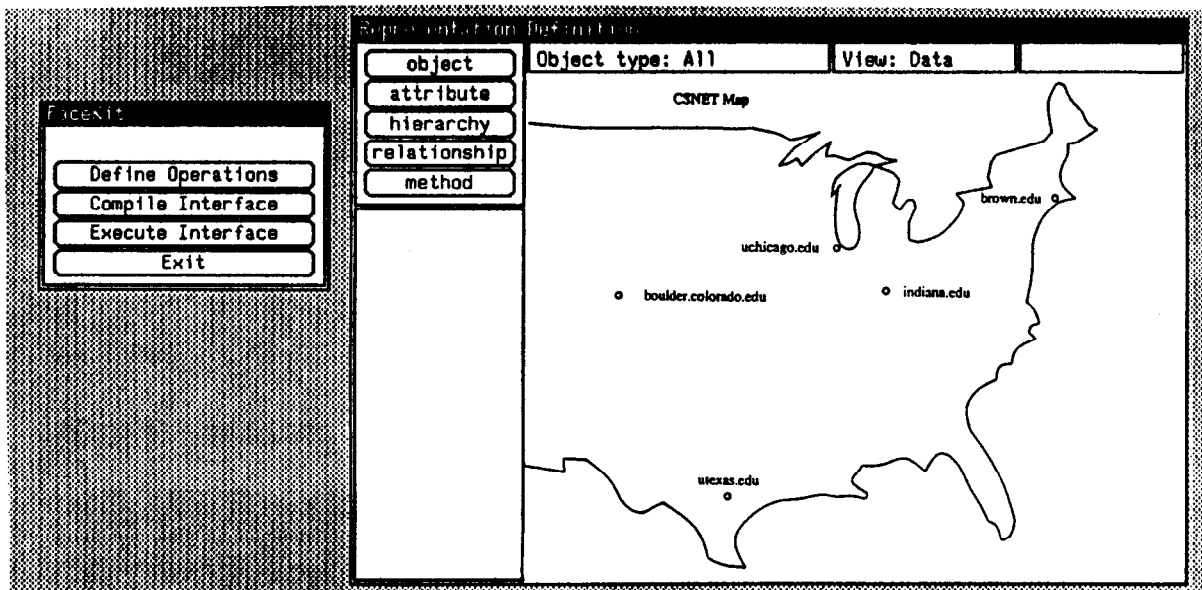 FaceKit
Define Operations
Compile Interface
Execute Interface
Exit
Representation Definition
object
attribute
hierarchy
relationship
method
Object type: All
View: Data
CSNET Map
brown.edu
uchicago.edu
boulder.colorado.edu
indiana.edu
utexas.edu